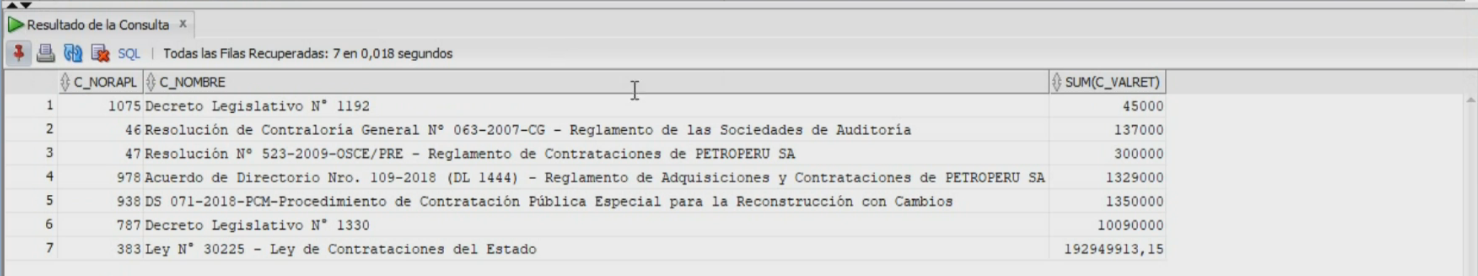 Resultado de la Consulta x
SQL | Todas las Filas Recuperadas: 7 en 0,018 segundos
C_NORAPL C_NOMBRE SUM(C_VALRET)
1 1075 Decreto Legislativo N° 1192 45000
2 46 Resolución de Contraloría General Nº 063-2007-CG - Reglamento de las Sociedades de Auditoría 137000
3 47 Resolución Nº 523-2009-OSCE/PRE - Reglamento de Contrataciones de PETROPERU SA 300000
4 978 Acuerdo de Directorio Nro. 109-2018 (DL 1444) - Reglamento de Adquisiciones y Contrataciones de PETROPERU SA 1329000
5 938 DS 071-2018-PCM-Procedimiento de Contratación Pública Especial para la Reconstrucción con Cambios 1350000
6 787 Decreto Legislativo N° 1330 10090000
7 383 Ley N° 30225 - Ley de Contrataciones del Estado 192949913,15